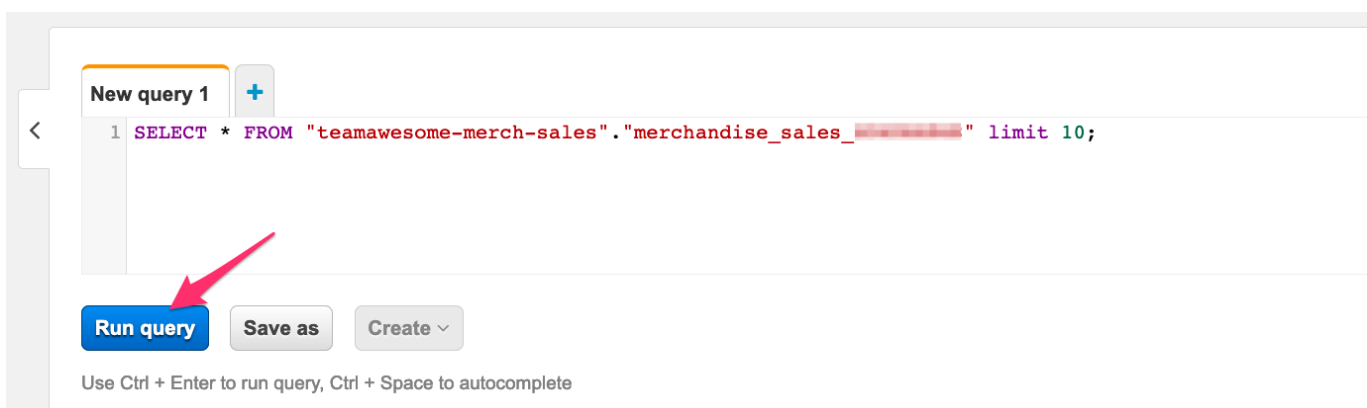 New query 1 +
1 SELECT * FROM "teamawesome-merch-sales"."merchandise_sales_" limit 10;
Run query Save as Create
Use Ctrl + Enter to run query, Ctrl + Space to autocomplete